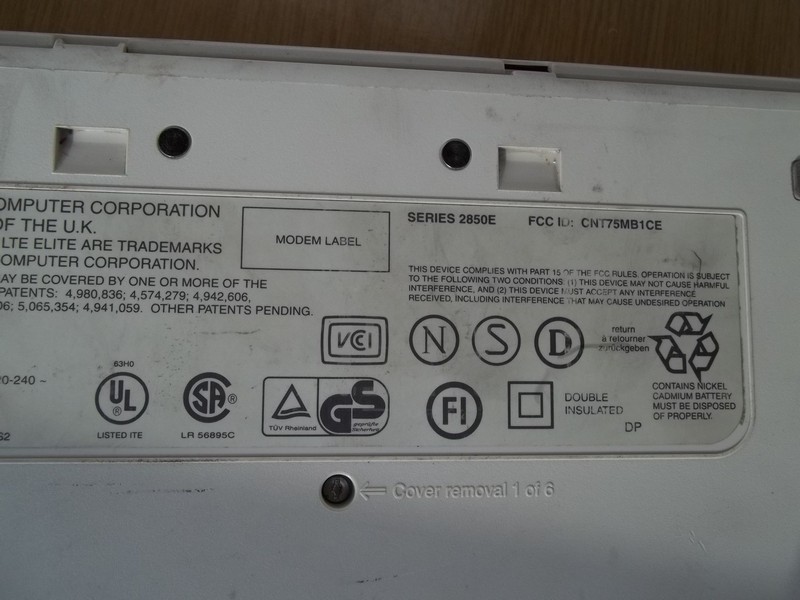 OMPUTER CORPORATION
OF THE U.K.
LTE ELITE ARE TRADEMARKS
COMPUTER CORPORATION.
MAY BE COVERED BY ONE OR MORE OF THE
PATENTS: 4,980,836; 4,574,279; 4,942,606,
06; 5,065,354; 4,941,059. OTHER PATENTS PENDING.
MODEM LABEL
SERIES 2850E FCC ID: CNT75MB1CE
THIS DEVICE COMPLIES WITH PART 15 OF THE FCC RULES. OPERATION IS SUBJECT
TO THE FOLLOWING TWO CONDITIONS: (1) THIS DEVICE MAY NOT CAUSE HARMFUL
INTERFERENCE, AND (2) THIS DEVICE MUST ACCEPT ANY INTERFERENCE
RECEIVED, INCLUDING INTERFERENCE THAT MAY CAUSE UNDESIRED OPERATION
VCI
N
S
D
return
à retourner
zurückgeben
CONTAINS NICKEL
CADMIUM BATTERY
MUST BE DISPOSED
OF PROPERLY.
20-240 ~
S2
63H0
UL ®
LISTED ITE
SA ®
LR 56895C
TÜV Rheinland
GS
geprüfte
Sicherheit
FI
DOUBLE
INSULATED
DP
Cover removal 1 of 6